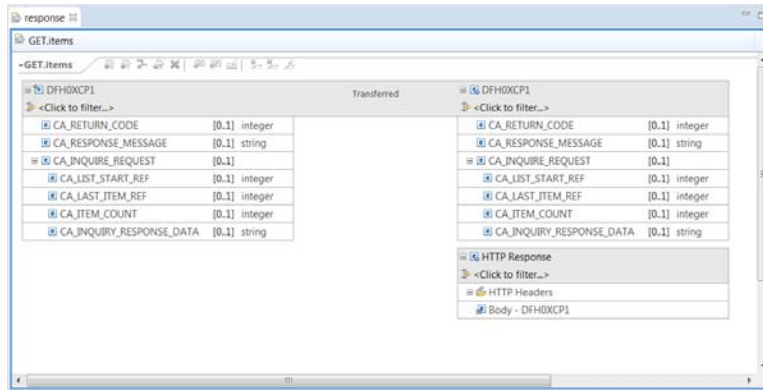 response
GET.items
GET.items
DFH0XCP1
<Click to filter...>
CA_RETURN_CODE [0..1] integer
CA_RESPONSE_MESSAGE [0..1] string
CA_INQUIRE_REQUEST [0..1]
CA_LIST_START_REF [0..1] integer
CA_LAST_ITEM_REF [0..1] integer
CA_ITEM_COUNT [0..1] integer
CA_INQUIRY_RESPONSE_DATA [0..1] string
Transferred
DFH0XCP1
<Click to filter...>
CA_RETURN_CODE [0..1] integer
CA_RESPONSE_MESSAGE [0..1] string
CA_INQUIRE_REQUEST [0..1]
CA_LIST_START_REF [0..1] integer
CA_LAST_ITEM_REF [0..1] integer
CA_ITEM_COUNT [0..1] integer
CA_INQUIRY_RESPONSE_DATA [0..1] string
HTTP Response
<Click to filter...>
HTTP Headers
Body - DFH0XCP1